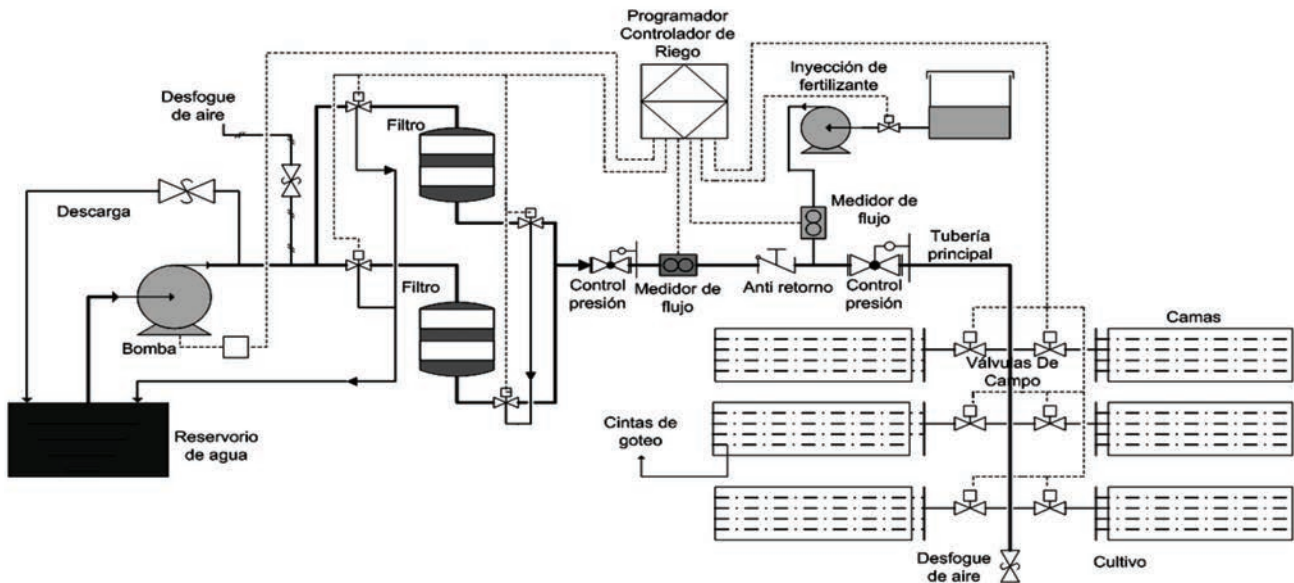 Programador
Controlador de
Riego
Inyección de
fertilizante
Desfogue
de aire
Filtro
Descarga
Medidor de
flujo
Tubería
principal
Filtro
Control
presión
Medidor de
flujo
Anti retorno
Control
presión
Bomba
Camas
Válvulas De
Campo
Reservorio
de agua
Cintas de
goteo
Desfogue
de aire
Cultivo